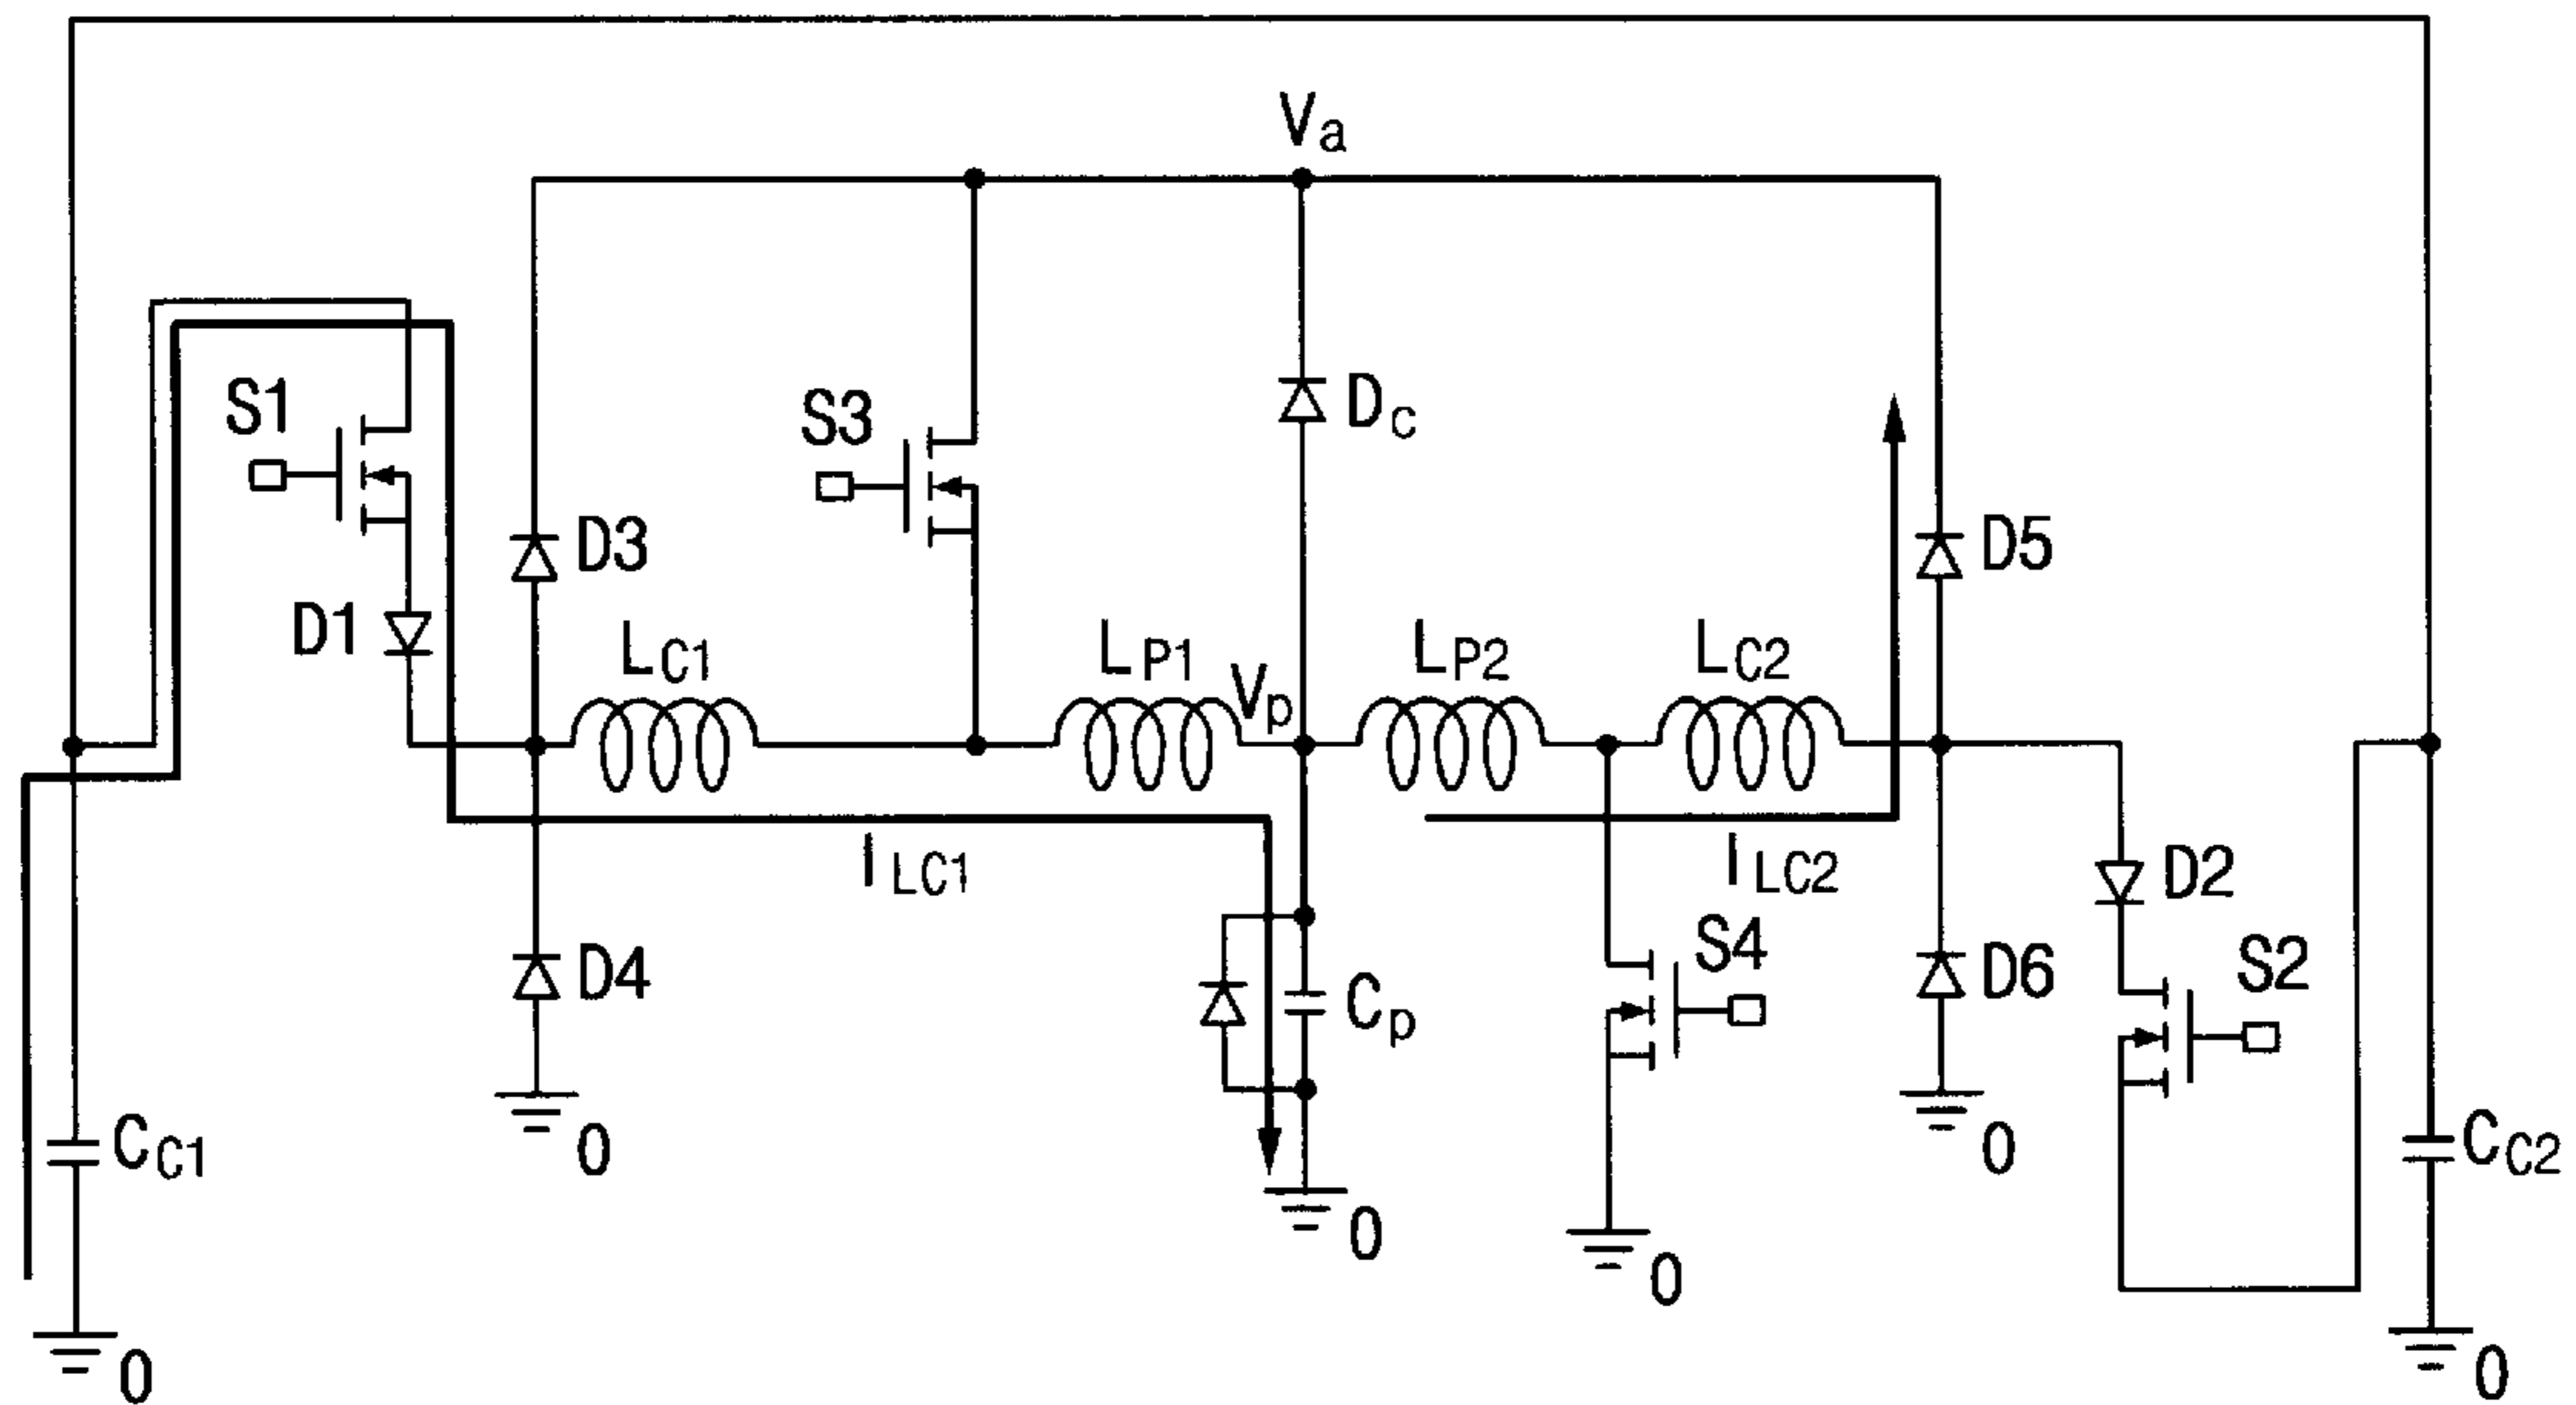 Va
S1
S3
Dc
D3
D5
D1
LC1
LP1
Vp
LP2
LC2
iLC1
iLC2
D2
D4
Cp
S4
D6
S2
CC1
0
0
0
CC2
0
0
0